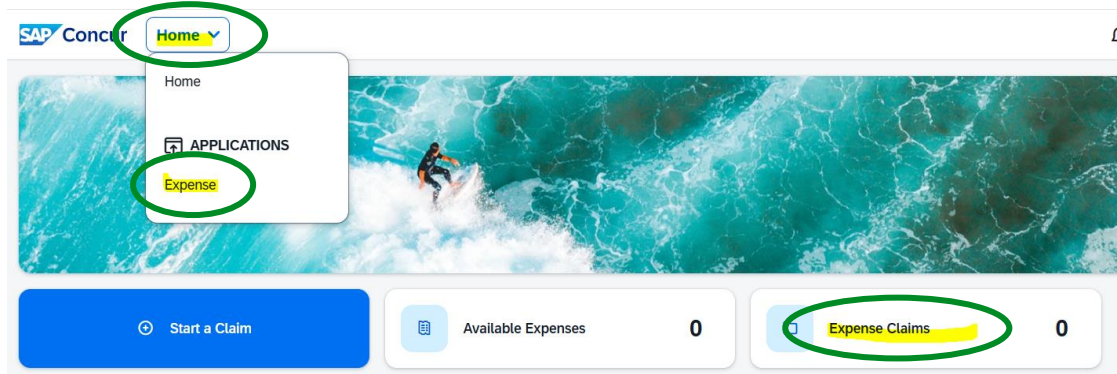 SAP Concur Home
Home
APPLICATIONS
Expense
Start a Claim
Available Expenses 0
Expense Claims 0